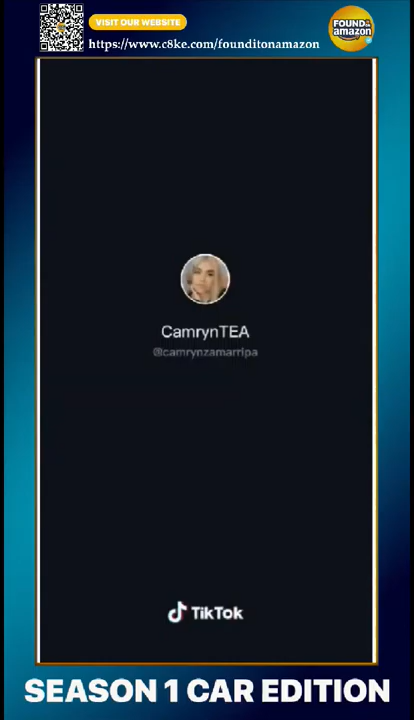 VISIT OUR WEBSITE
https://www.c8ke.com/founditonamazon
FOUND it
ON amazon
CamrynTEA
@camrynzamarripa
TikTok
SEASON 1 CAR EDITION